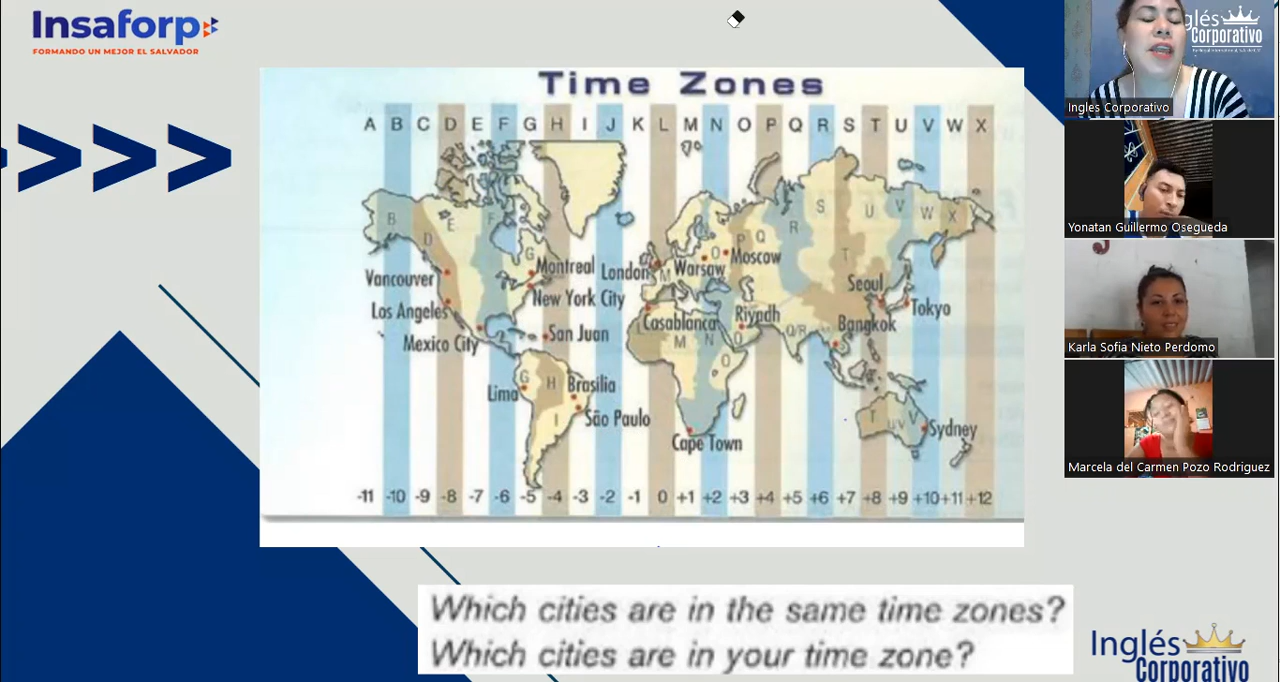 Insaforp
FORMANDO UN MEJOR EL SALVADOR
Time Zones
A B C D E F G H I J K L M N O P Q R S T U V W X
B
D
E
F
G
P
Q
R
S
T
U
V
W
X
Vancouver
Montreal
London
M
Warsaw
O
Moscow
Los Angeles
New York City
Seoul
Tokyo
Mexico City
San Juan
Casablanca
Riyadh
Bangkok
M
N
O
Q/R
Lima
G
H
Brasilia
O
São Paulo
I
Cape Town
T
UV
V
Sydney
-11 -10 -9 -8 -7 -6 -5 -4 -3 -2 -1 0 +1 +2 +3 +4 +5 +6 +7 +8 +9 +10 +11 +12
Which cities are in the same time zones?
Which cities are in your time zone?
Inglés
Corporativo
glés
Corporativo
Ingles Corporativo
Yonatan Guillermo Osegueda
Karla Sofia Nieto Perdomo
Marcela del Carmen Pozo Rodriguez